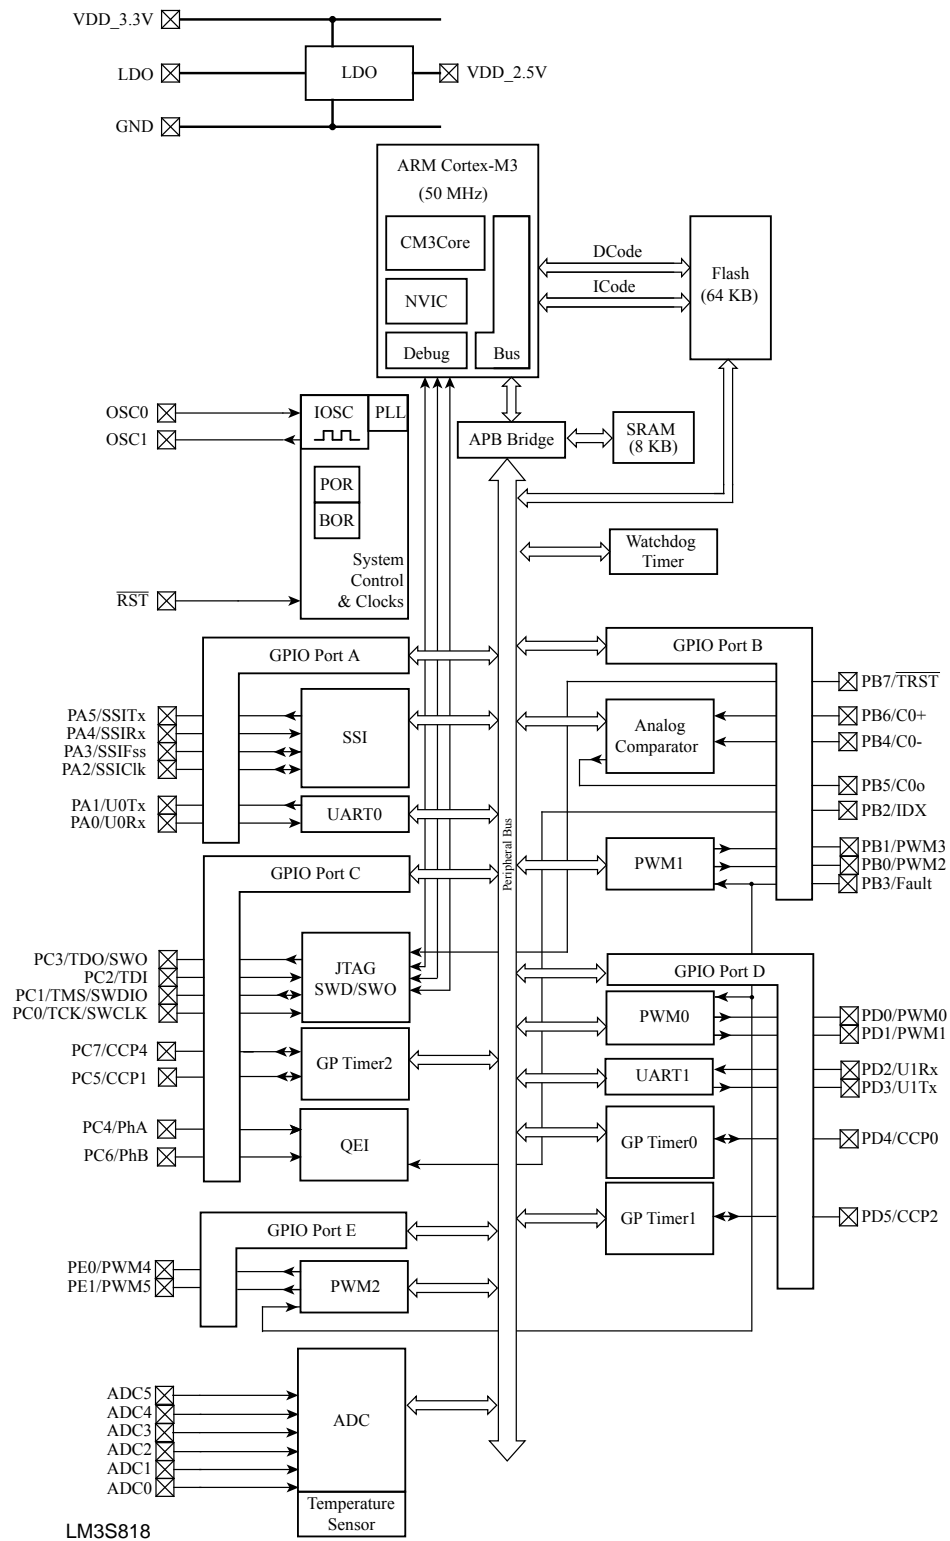 VDD_3.3V
LDO
LDO
VDD_2.5V
GND
ARM Cortex-M3
(50 MHz)
CM3Core
NVIC
Debug
Bus
DCode
ICode
Flash
(64 KB)
OSC0
OSC1
IOSC
PLL
POR
BOR
System
Control
& Clocks
RST
APB Bridge
SRAM
(8 KB)
Watchdog
Timer
Peripheral Bus
GPIO Port A
PA5/SSITx
PA4/SSIRx
PA3/SSIFss
PA2/SSIClk
SSI
PA1/U0Tx
PA0/U0Rx
UART0
GPIO Port B
PB7/TRST
PB6/C0+
PB4/C0-
Analog
Comparator
PB5/C0o
PB2/IDX
PWM1
PB1/PWM3
PB0/PWM2
PB3/Fault
GPIO Port C
PC3/TDO/SWO
PC2/TDI
PC1/TMS/SWDIO
PC0/TCK/SWCLK
JTAG
SWD/SWO
PC7/CCP4
PC5/CCP1
GP Timer2
PC4/PhA
PC6/PhB
QEI
GPIO Port D
PWM0
PD0/PWM0
PD1/PWM1
UART1
PD2/U1Rx
PD3/U1Tx
GP Timer0
PD4/CCP0
GP Timer1
PD5/CCP2
GPIO Port E
PE0/PWM4
PE1/PWM5
PWM2
ADC5
ADC4
ADC3
ADC2
ADC1
ADC0
ADC
Temperature
Sensor
LM3S818